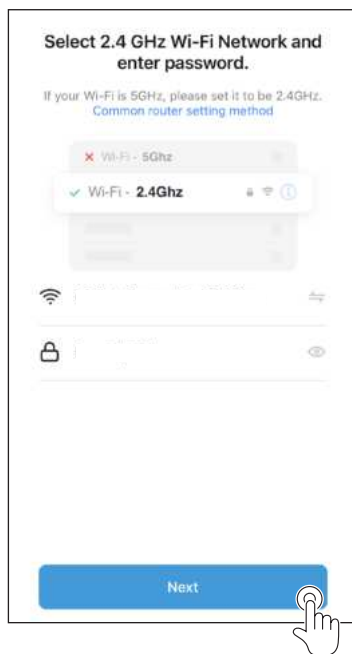 Select 2.4 GHz Wi-Fi Network and
enter password.
If your Wi-Fi is 5GHz, please set it to be 2.4GHz.
Common router setting method
Wi-Fi - 5Ghz
Wi-Fi - 2.4Ghz
Next